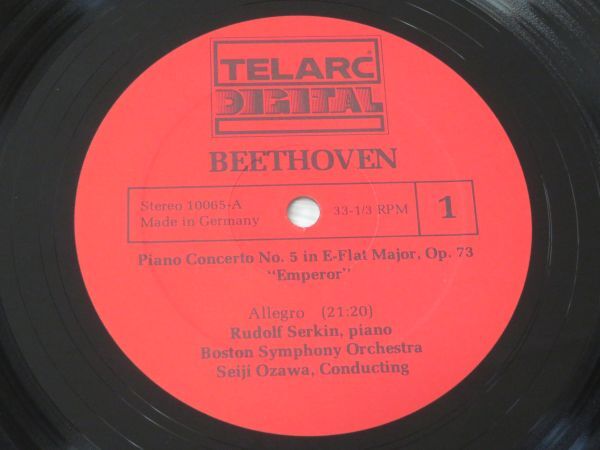 TELARC
DIGITAL
BEETHOVEN
Stereo 10065-A
Made in Germany
33-1/3 RPM
1
Piano Concerto No. 5 in E-Flat Major, Op. 73
"Emperor"
Allegro (21:20)
Rudolf Serkin, piano
Boston Symphony Orchestra
Seiji Ozawa, Conducting